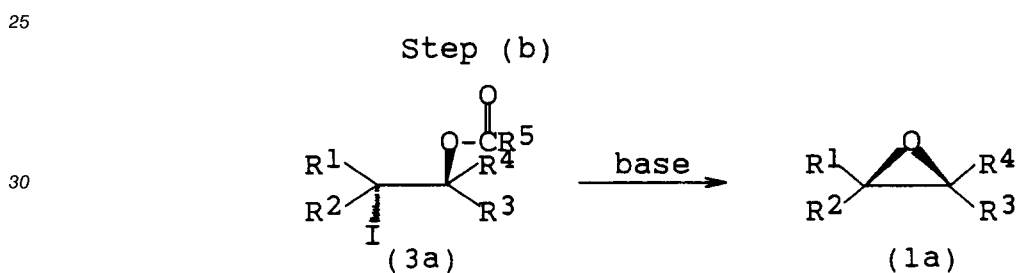 25
Step (b)
O
O-CR⁵
R¹ R⁴
base
R¹ O R⁴
30
R² R³
R² R³
I
(3a)
(1a)